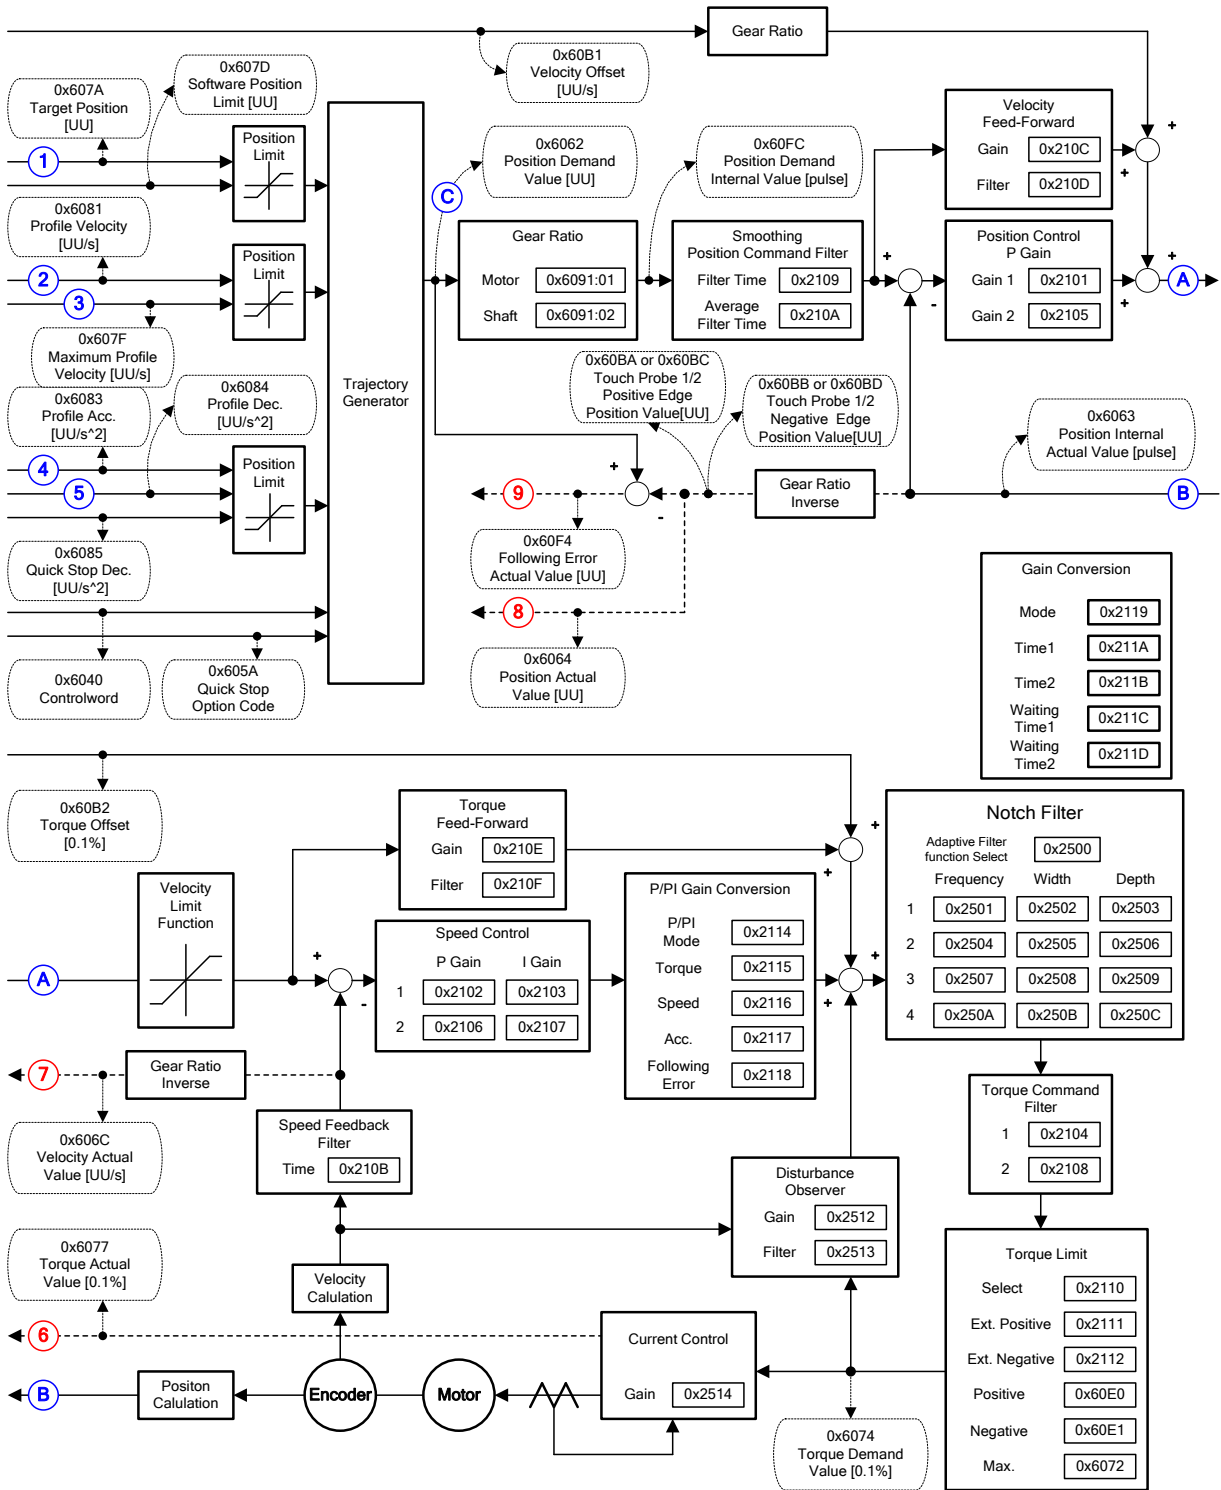 Gear Ratio
0x60B1
Velocity Offset
[UU/s]
0x607D
Software Position
Limit [UU]
0x607A
Target Position
[UU]
Position
Limit
1
0x6081
Profile Velocity
[UU/s]
Position
Limit
2
3
0x607F
Maximum Profile
Velocity [UU/s]
0x6083
Profile Acc.
[UU/s^2]
0x6084
Profile Dec.
[UU/s^2]
Position
Limit
4
5
0x6085
Quick Stop Dec.
[UU/s^2]
0x6040
Controlword
0x605A
Quick Stop
Option Code
Trajectory
Generator
C
0x6062
Position Demand
Value [UU]
0x60FC
Position Demand
Internal Value [pulse]
Gear Ratio
Motor 0x6091:01
Shaft 0x6091:02
Smoothing
Position Command Filter
Filter Time 0x2109
Average
Filter Time 0x210A
Velocity
Feed-Forward
Gain 0x210C
Filter 0x210D
+
+
Position Control
P Gain
Gain 1 0x2101
Gain 2 0x2105
+
-
+
+
A
0x60BA or 0x60BC
Touch Probe 1/2
Positive Edge
Position Value[UU]
0x60BB or 0x60BD
Touch Probe 1/2
Negative Edge
Position Value[UU]
0x6063
Position Internal
Actual Value [pulse]
Gear Ratio
Inverse
B
+
-
9
0x60F4
Following Error
Actual Value [UU]
8
0x6064
Position Actual
Value [UU]
Gain Conversion
Mode 0x2119
Time1 0x211A
Time2 0x211B
Waiting
Time1 0x211C
Waiting
Time2 0x211D
0x60B2
Torque Offset
[0.1%]
Torque
Feed-Forward
Gain 0x210E
Filter 0x210F
+
+
Velocity
Limit
Function
A
+
-
Speed Control
P Gain I Gain
1 0x2102 0x2103
2 0x2106 0x2107
P/PI Gain Conversion
P/PI
Mode 0x2114
Torque 0x2115
Speed 0x2116
Acc. 0x2117
Following
Error 0x2118
+
+
Notch Filter
Adaptive Filter
function Select 0x2500
Frequency Width Depth
1 0x2501 0x2502 0x2503
2 0x2504 0x2505 0x2506
3 0x2507 0x2508 0x2509
4 0x250A 0x250B 0x250C
7
Gear Ratio
Inverse
0x606C
Velocity Actual
Value [UU/s]
Speed Feedback
Filter
Time 0x210B
Torque Command
Filter
1 0x2104
2 0x2108
Disturbance
Observer
Gain 0x2512
Filter 0x2513
0x6077
Torque Actual
Value [0.1%]
Velocity
Calulation
6
Current Control
Gain 0x2514
B
Positon
Calulation
Encoder
Motor
0x6074
Torque Demand
Value [0.1%]
Torque Limit
Select 0x2110
Ext. Positive 0x2111
Ext. Negative 0x2112
Positive 0x60E0
Negative 0x60E1
Max. 0x6072